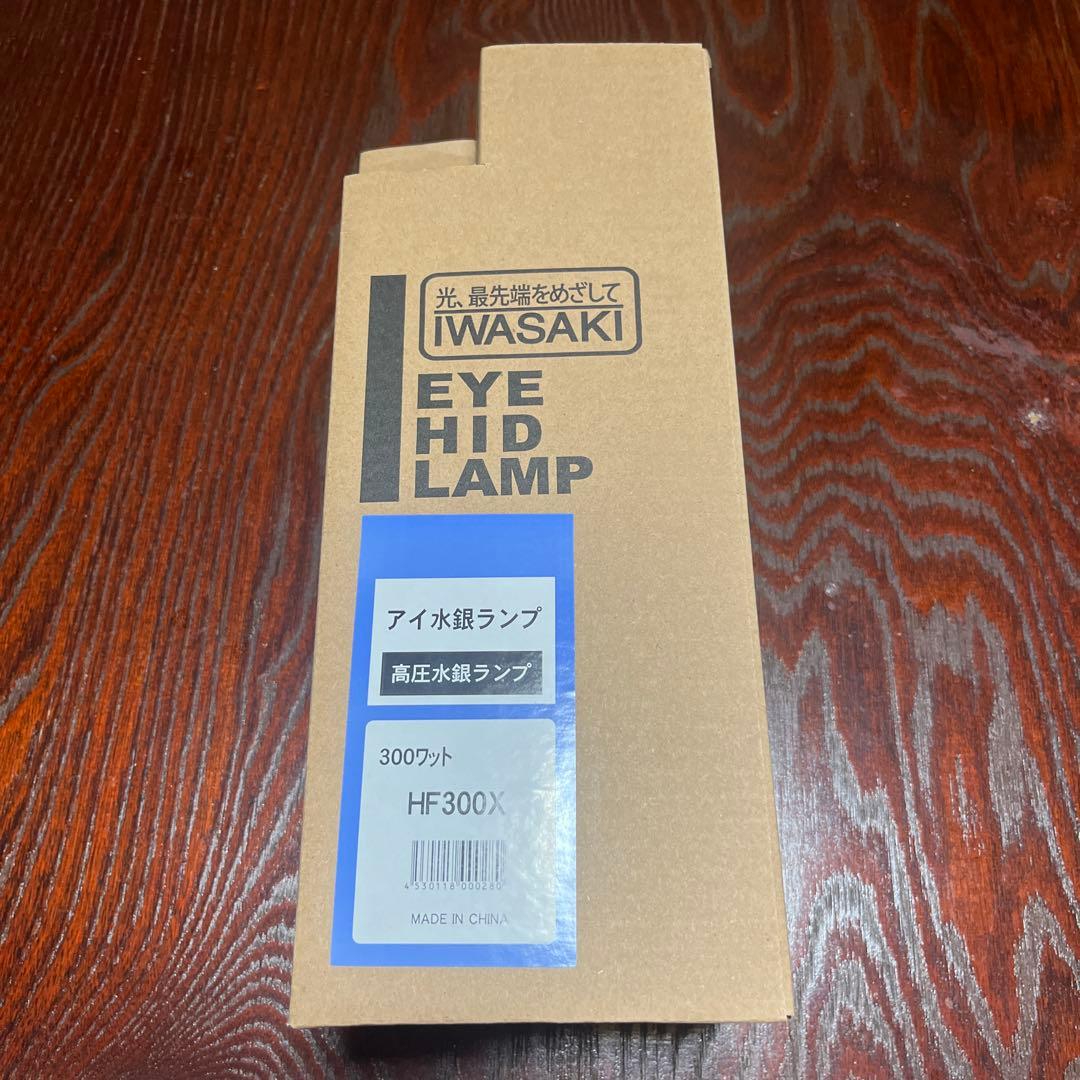 光、最先端をめざして
IWASAKI
EYE
HID
LAMP
アイ水銀ランプ
高圧水銀ランプ
300ワット
HF300X
4530118000280
MADE IN CHINA